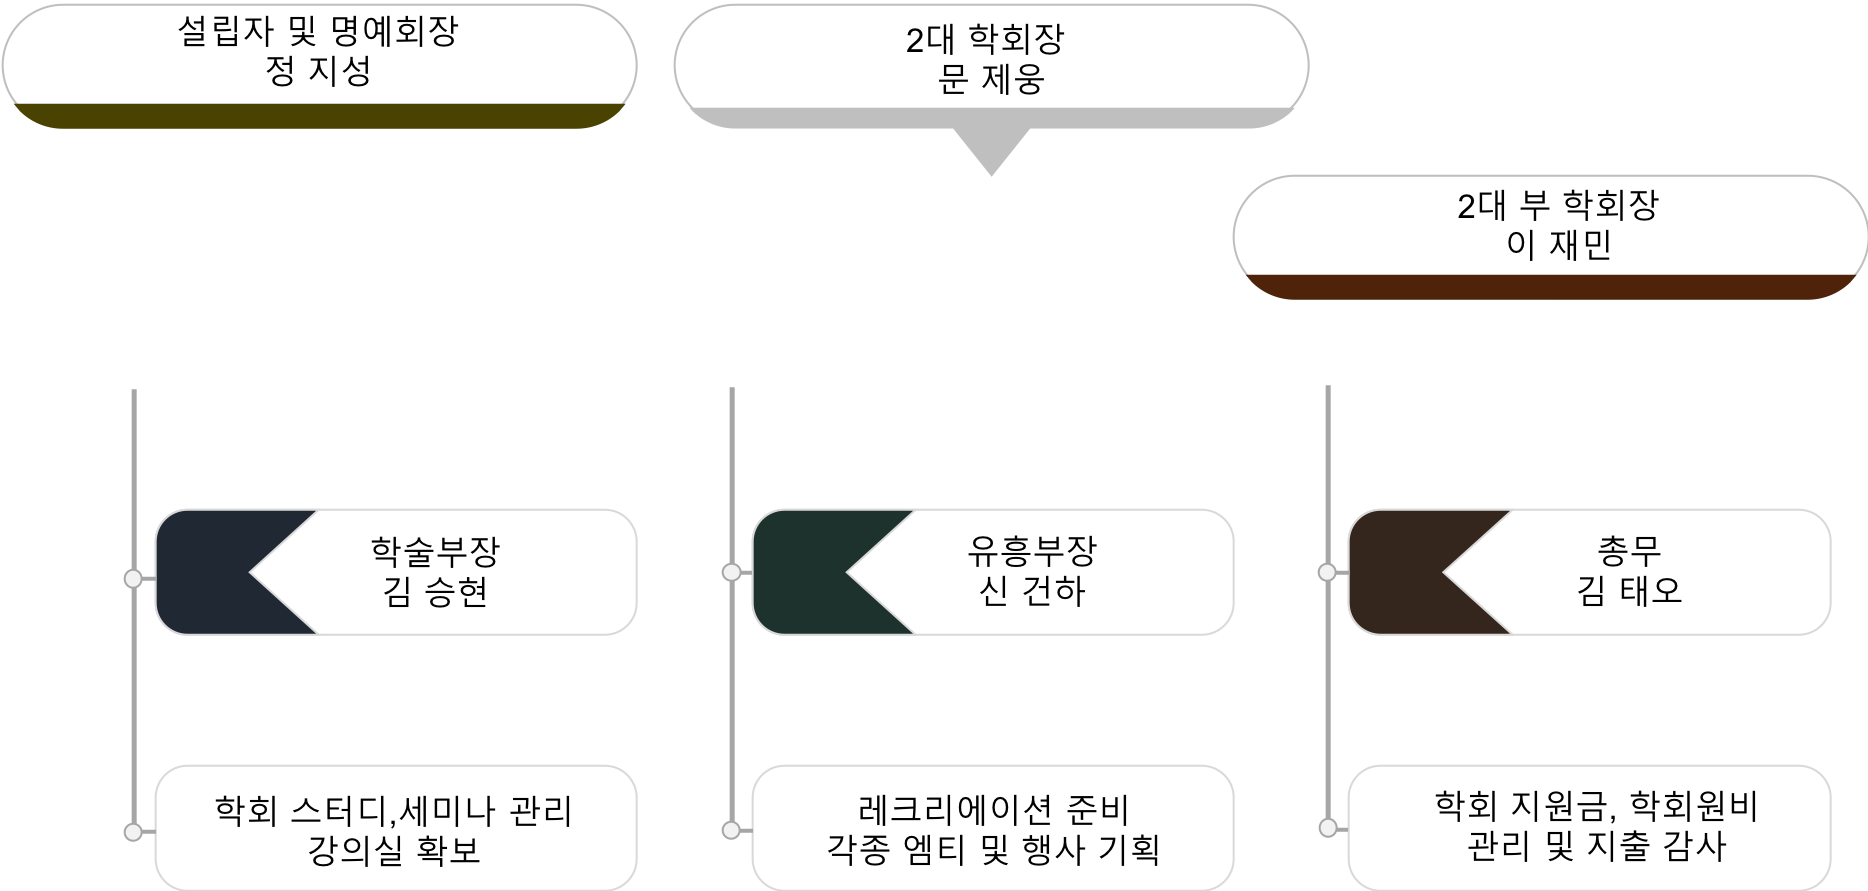 설립자 및 명예회장
정 지성
2대 학회장
문 제웅
2대 부 학회장
이 재민
학술부장
김 승현
유흥부장
신 건하
총무
김 태오
학회 스터디,세미나 관리
강의실 확보
레크리에이션 준비
각종 엠티 및 행사 기획
학회 지원금, 학회원비
관리 및 지출 감사